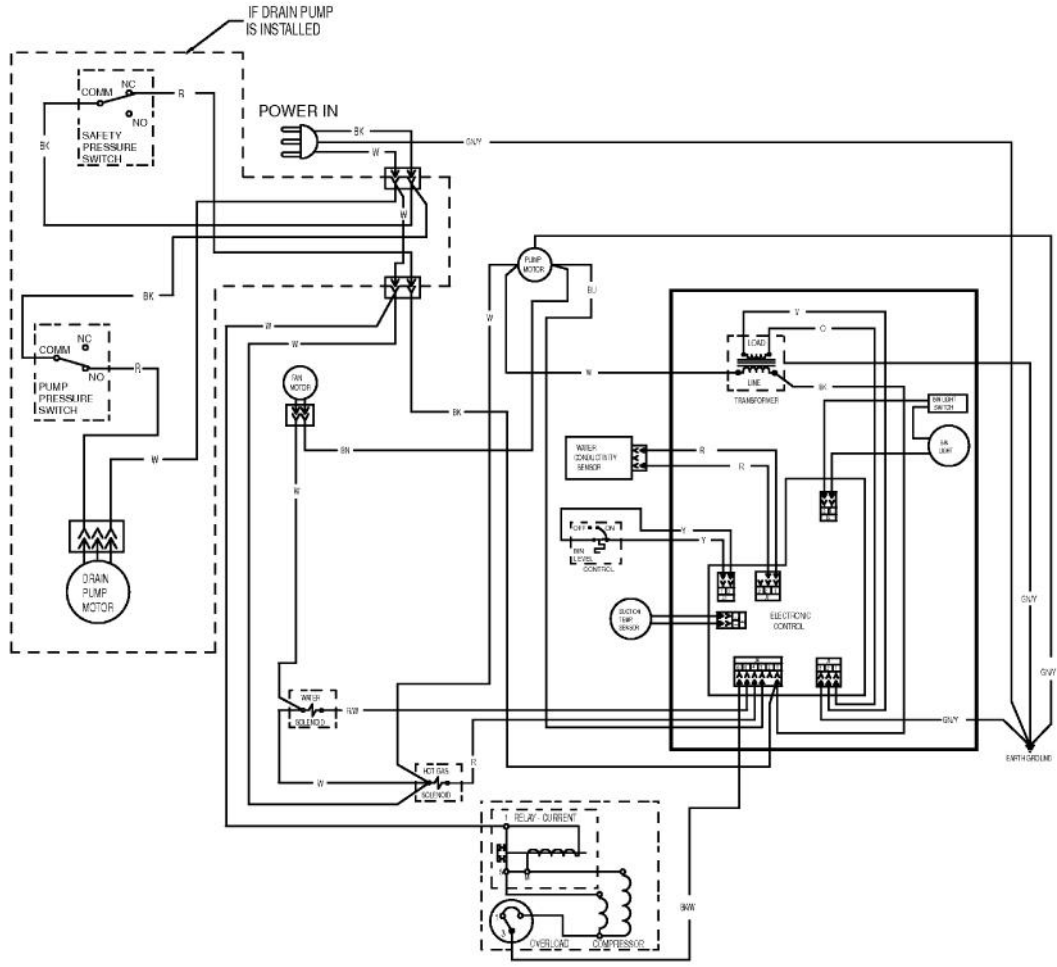 IF DRAIN PUMP
IS INSTALLED
COMM
NC
R
NO
SAFETY
PRESSURE
SWITCH
BK
POWER IN
BK
W
GN/Y
W
BK
COMM
NC
NO
R
PUMP
PRESSURE
SWITCH
W
DRAIN
PUMP
MOTOR
W
W
FAN
MOTOR
BN
BK
W
PUMP
MOTOR
W
BU
W
V
O
LOAD
LINE
TRANSFORMER
BK
BIN LIGHT
SWITCH
BIN
LIGHT
WATER
CONDUCTIVITY
SENSOR
R
R
OFF
ON
BIN
LEVEL
CONTROL
Y
Y
SUCTION
TEMP.
SENSOR
ELECTRONIC
CONTROL
GN/Y
GN/Y
GN/Y
EARTH GROUND
WATER
SOLENOID
R/W
W
HOT GAS
SOLENOID
R
1
RELAY - CURRENT
S
M
1
3
OVERLOAD
COMPRESSOR
BK/W